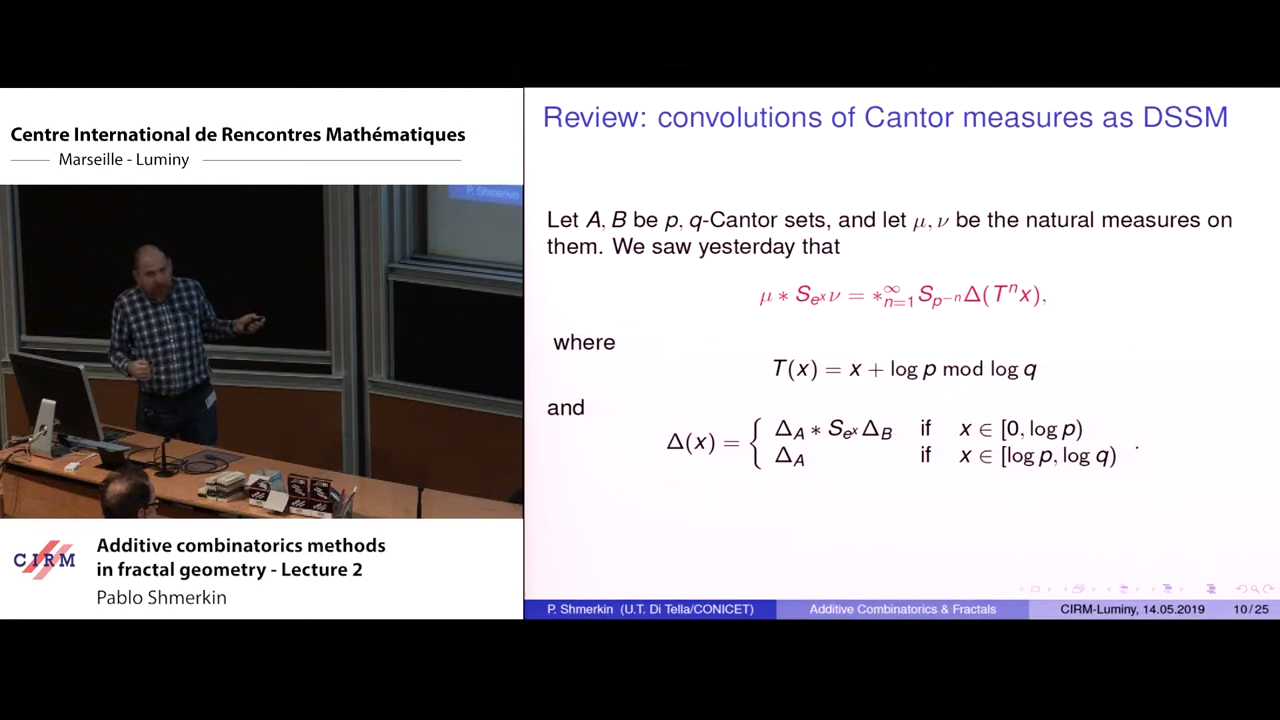 Centre International de Rencontres Mathématiques
Marseille - Luminy
P. Shmerkin
CIRM
Additive combinatorics methods
in fractal geometry - Lecture 2
Pablo Shmerkin
Review: convolutions of Cantor measures as DSSM
Let A, B be p, q-Cantor sets, and let μ, ν be the natural measures on
them. We saw yesterday that
μ ∗ S_{e^x}ν = ∗_{n=1}^∞ S_{p^{-n}}Δ(T^n x),
where
T(x) = x + log p mod log q
and
Δ(x) = { Δ_A ∗ S_{e^x}Δ_B if x ∈ [0, log p)
Δ_A if x ∈ [log p, log q) .
P. Shmerkin (U.T. Di Tella/CONICET) Additive Combinatorics & Fractals CIRM-Luminy, 14.05.2019 10 / 25